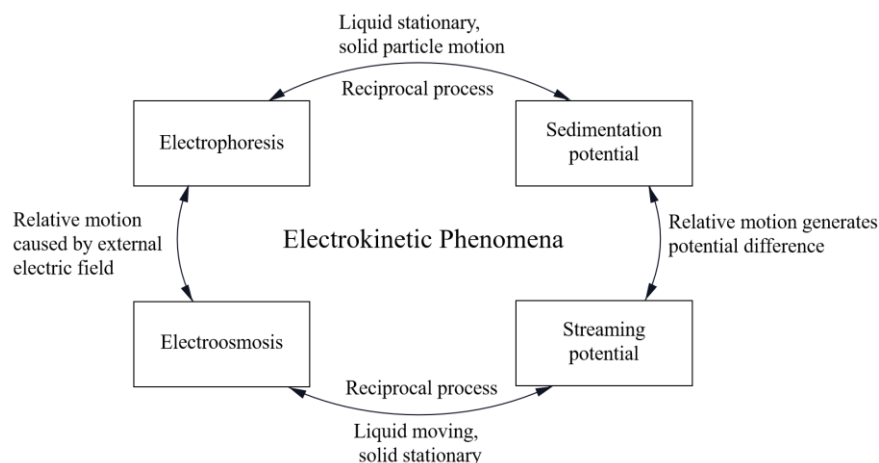 Liquid stationary,
solid particle motion
Reciprocal process
Electrophoresis
Sedimentation
potential
Relative motion
caused by external
electric field
Electrokinetic Phenomena
Relative motion generates
potential difference
Electroosmosis
Streaming
potential
Reciprocal process
Liquid moving,
solid stationary